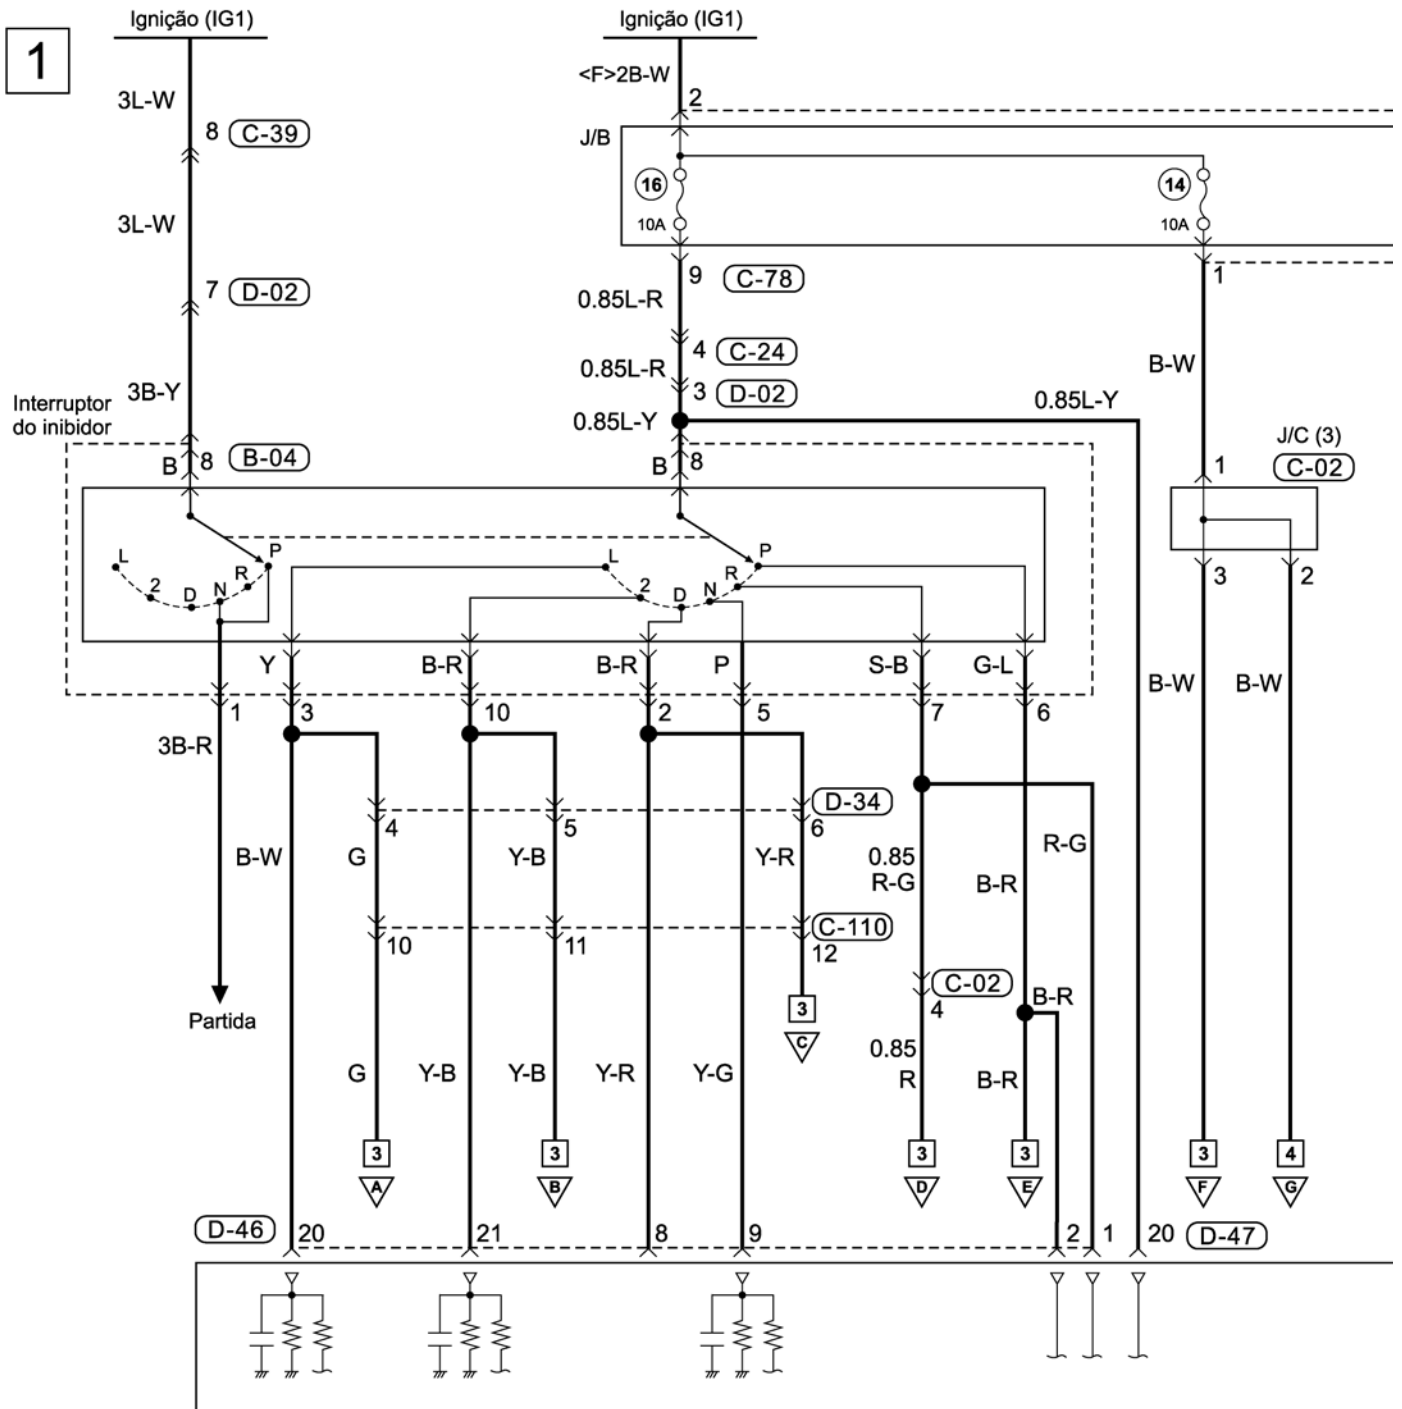 1
Ignição (IG1)
Ignição (IG1)
3L-W
<F>2B-W
2
8 C-39
J/B
16
14
10A
10A
3L-W
9 C-78
1
7 D-02
0.85L-R
4 C-24
B-W
0.85L-R
3 D-02
3B-Y
0.85L-Y
0.85L-Y
Interruptor
do inibidor
J/C (3)
B 8 B-04
B 8
1 C-02
L 2 D N R P
L 2 D N R P
3 2
Y B-R B-R P S-B G-L
B-W B-W
1 3 10 2 5 7 6
3B-R
D-34
4 5 6
B-W G Y-B Y-R 0.85
R-G
B-R
R-G
C-110
10 11 12
C-02
4
B-R
3
C
Partida
0.85
R
G Y-B Y-B Y-R Y-G B-R
3 3 3 3 3 4
A B D E F G
D-46 20 21 8 9 2 1 20 D-47